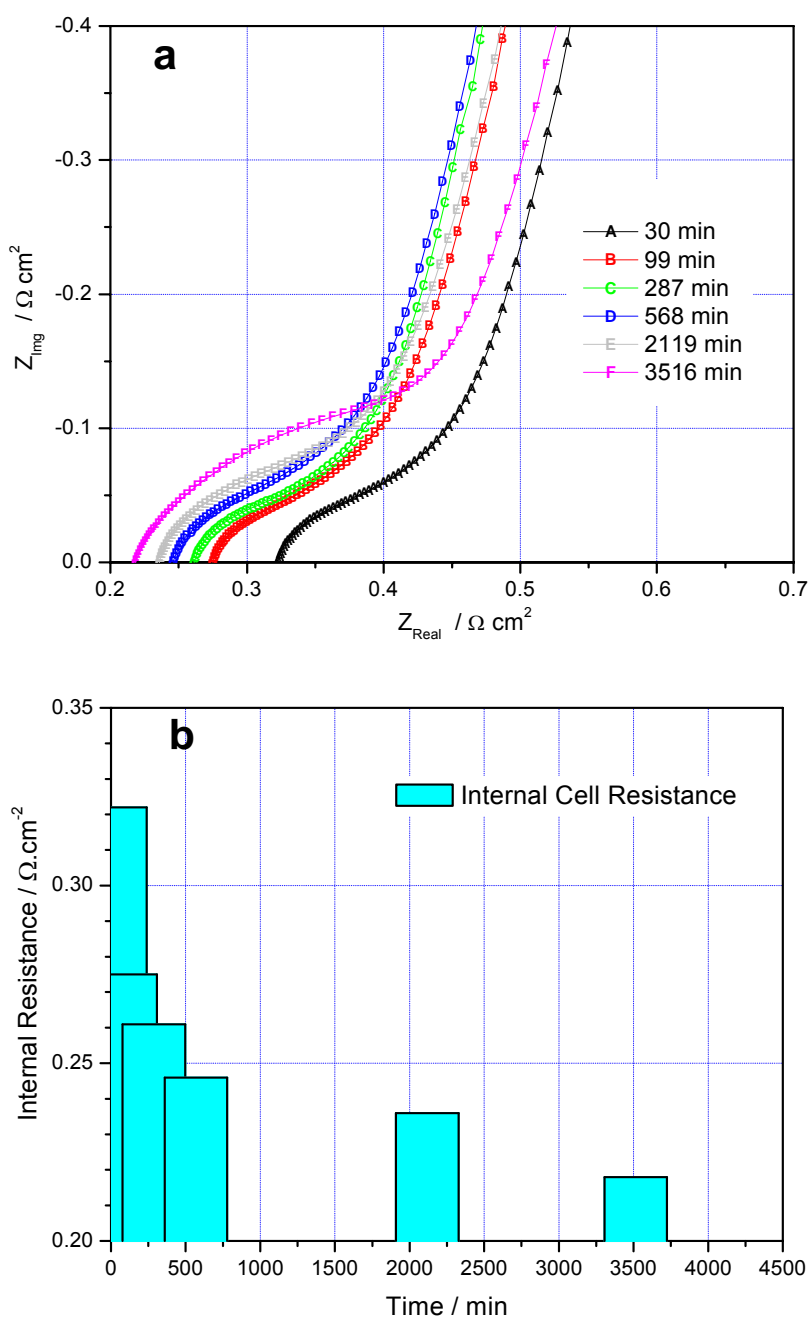 a
-0.4
-0.3
-0.2
-0.1
0.0
Z_Img / Ω cm²
A 30 min
B 99 min
C 287 min
D 568 min
E 2119 min
F 3516 min
0.2 0.3 0.4 0.5 0.6 0.7
Z_Real / Ω cm²
b
0.35
0.30
0.25
0.20
Internal Resistance / Ω.cm⁻²
Internal Cell Resistance
0 500 1000 1500 2000 2500 3000 3500 4000 4500
Time / min